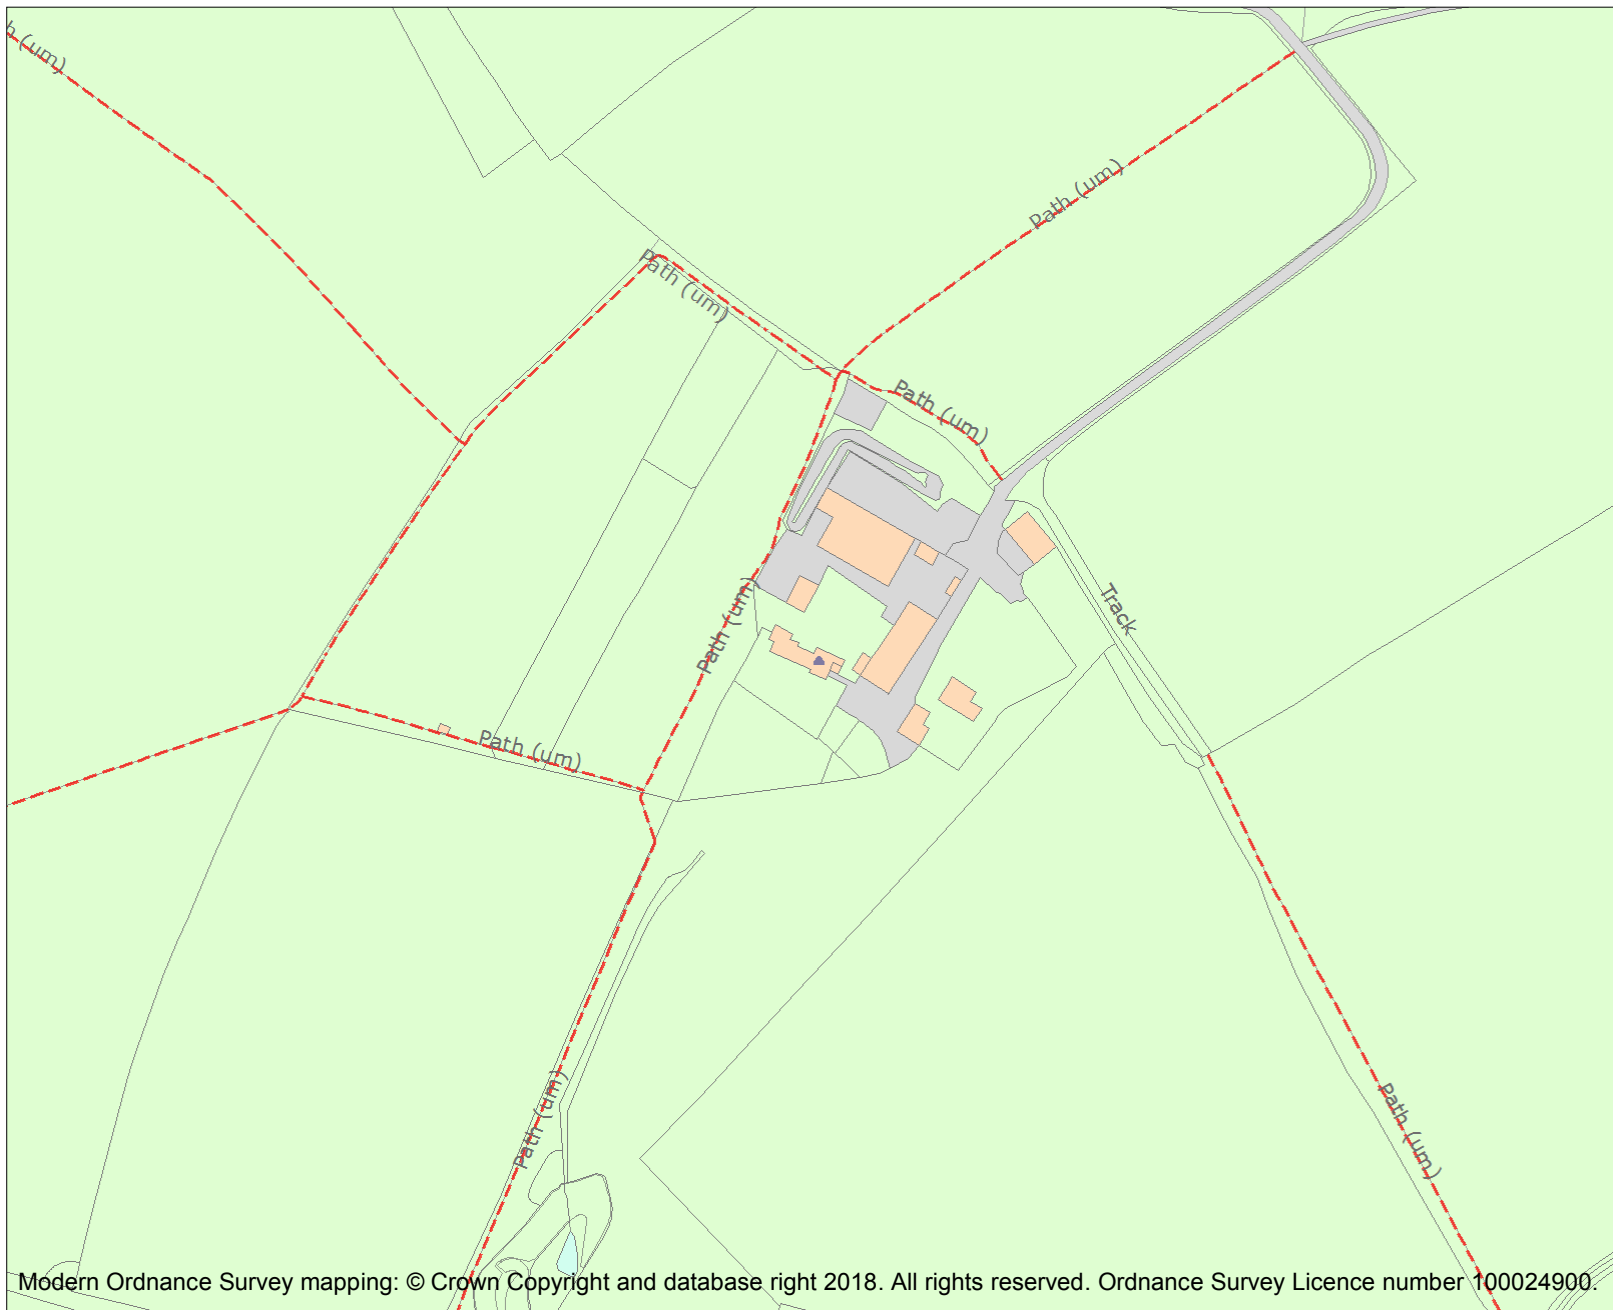 h (um)
Path (um)
Path (um)
Path (um)
Path (um)
Track
Path (um)
Path (um)
Path (um)
Modern Ordnance Survey mapping: © Crown Copyright and database right 2018. All rights reserved. Ordnance Survey Licence number 100024900.